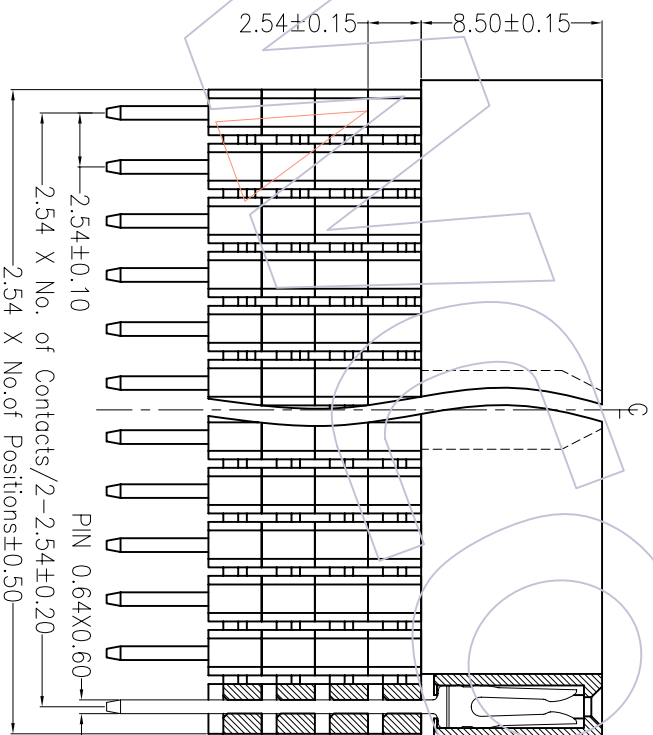 2.54±0.15
8.50±0.15
2.54±0.10
2.54 X No. of Contacts/2-2.54±0.20
2.54 X No.of Positions±0.50
PIN 0.64X0.60